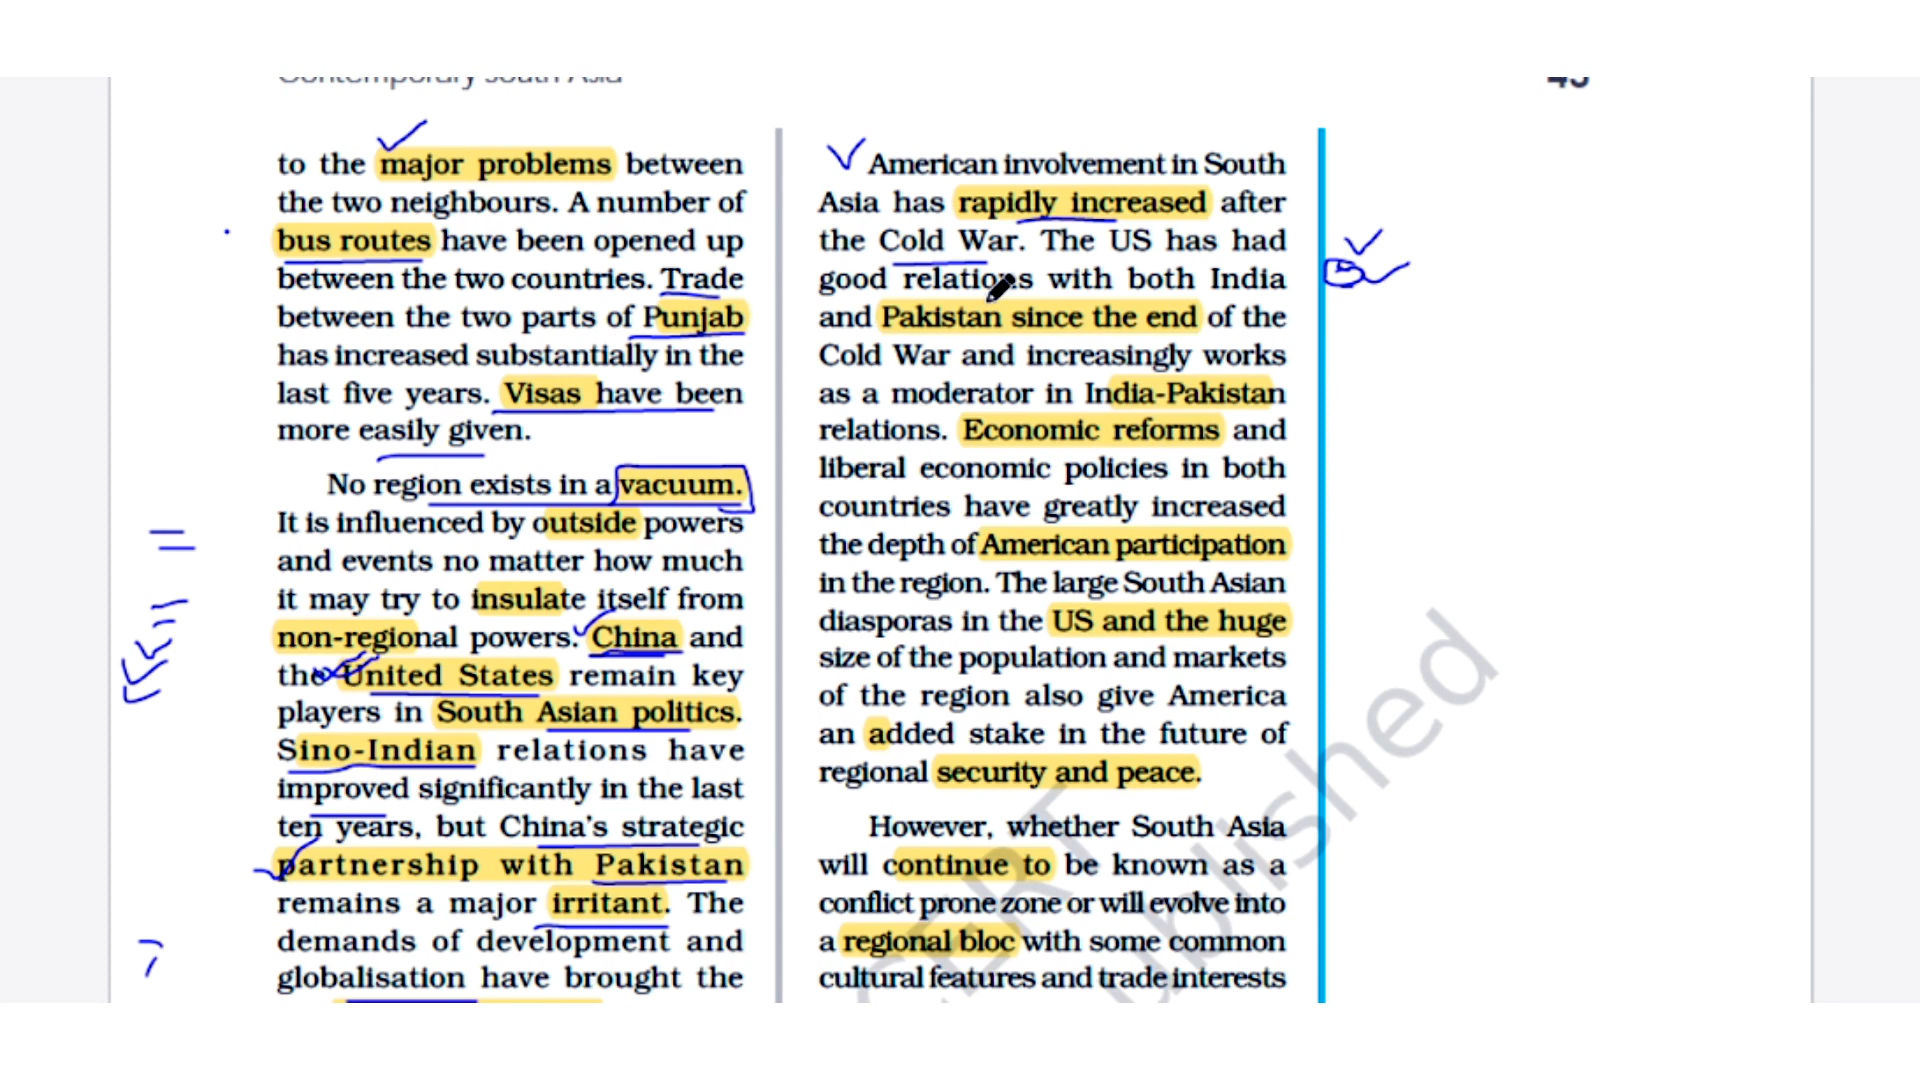 Contemporary South Asia
to the major problems between
the two neighbours. A number of
bus routes have been opened up
between the two countries. Trade
between the two parts of Punjab
has increased substantially in the
last five years. Visas have been
more easily given.
No region exists in a vacuum.
It is influenced by outside powers
and events no matter how much
it may try to insulate itself from
non-regional powers. China and
the United States remain key
players in South Asian politics.
Sino-Indian relations have
improved significantly in the last
ten years, but China's strategic
partnership with Pakistan
remains a major irritant. The
demands of development and
globalisation have brought the
American involvement in South
Asia has rapidly increased after
the Cold War. The US has had
good relations with both India
and Pakistan since the end of the
Cold War and increasingly works
as a moderator in India-Pakistan
relations. Economic reforms and
liberal economic policies in both
countries have greatly increased
the depth of American participation
in the region. The large South Asian
diasporas in the US and the huge
size of the population and markets
of the region also give America
an added stake in the future of
regional security and peace.
However, whether South Asia
will continue to be known as a
conflict prone zone or will evolve into
a regional bloc with some common
cultural features and trade interests